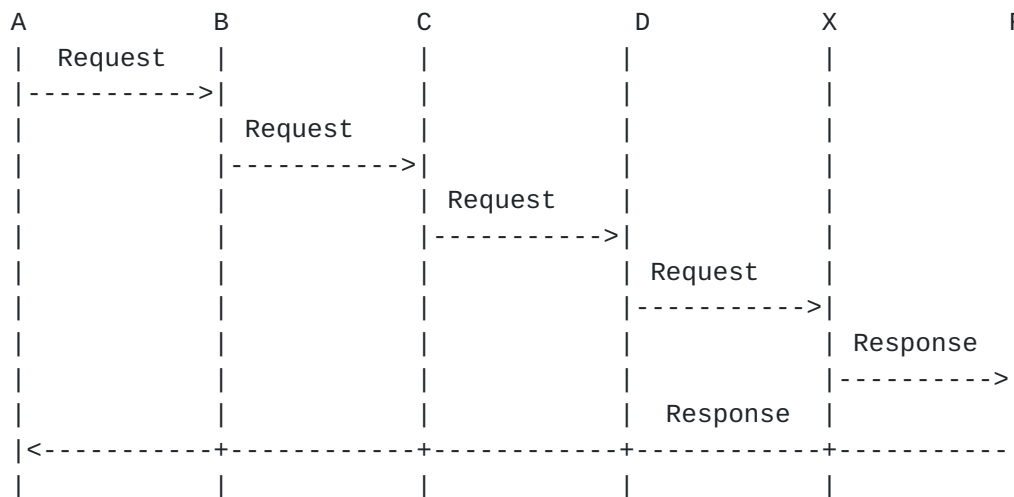 A            B            C             D           X           R
|  Request   |            |            |            |
|----------->|            |            |            |
|            | Request    |            |            |
|            |----------->|            |            |
|            |            | Request    |            |
|            |            |----------->|            |
|            |            |            | Request    |
|            |            |            |----------->|
|            |            |            |            | Response
|            |            |            |            |---------->
|            |            |            |  Response  |
|<-----------+------------+------------+------------+-----------
|            |            |            |            |